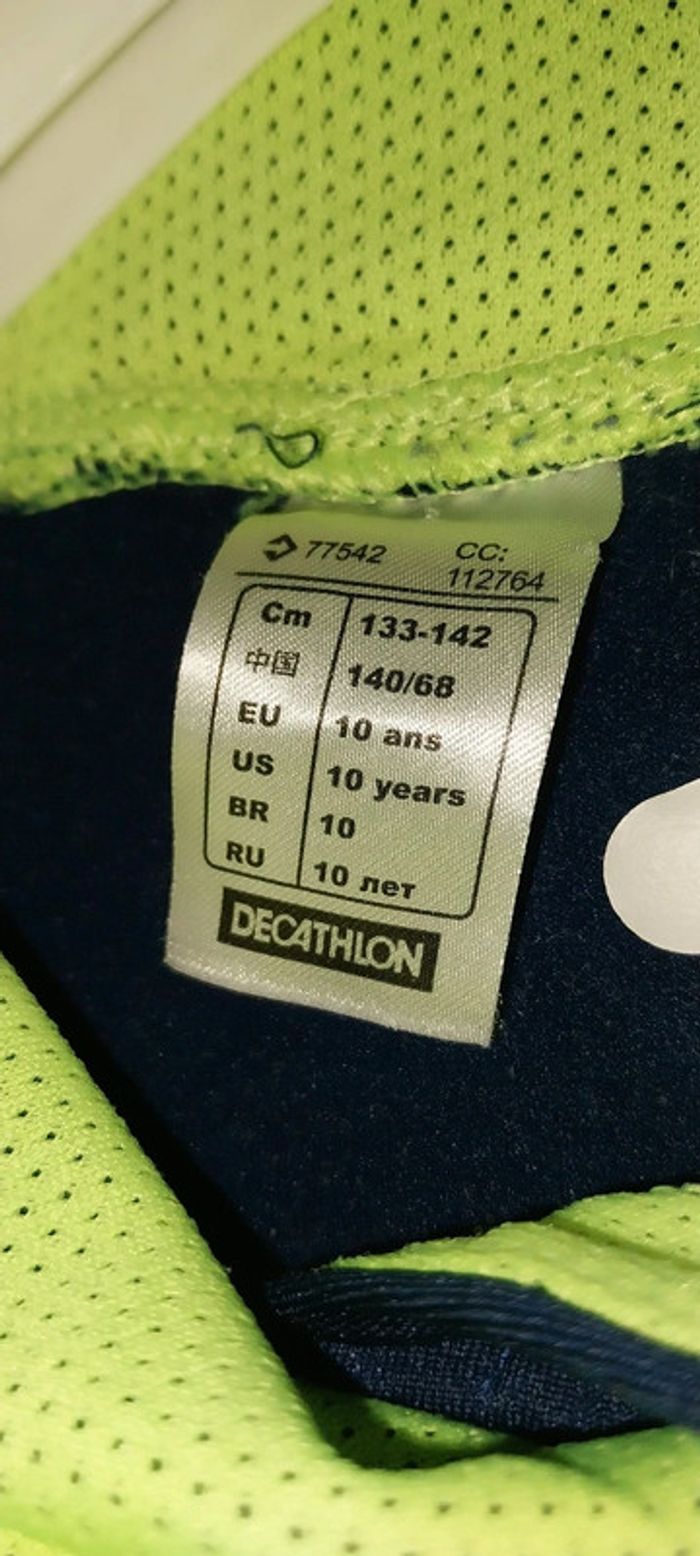 77542 CC:
112764
Cm 133-142
中国 140/68
EU 10 ans
US 10 years
BR 10
RU 10 лет
DECATHLON